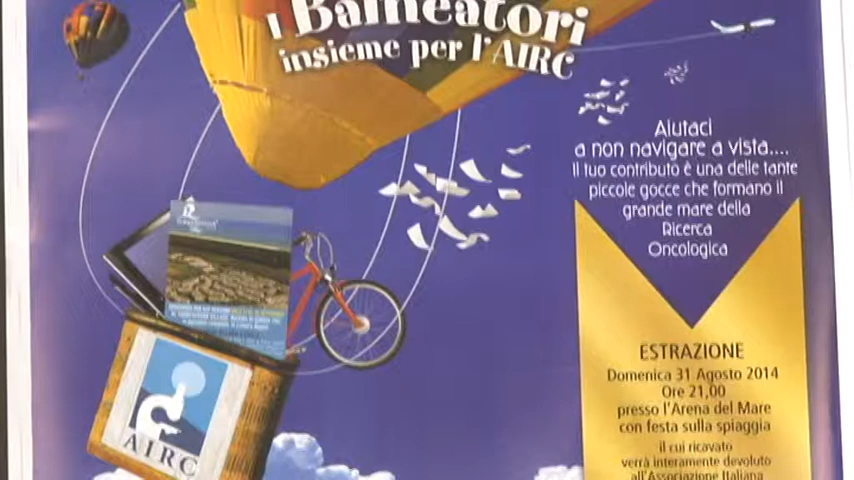 I Balneatori
insieme per l'AIRC
Aiutaci
a non navigare a vista....
Il tuo contributo è una delle tante
piccole gocce che formano il
grande mare della
Ricerca
Oncologica
ESTRAZIONE
Domenica 31 Agosto 2014
Ore 21,00
presso l'Arena del Mare
con festa sulla spiaggia
il cui ricavato
verrà interamente devoluto
all'Associazione Italiana
AIRC